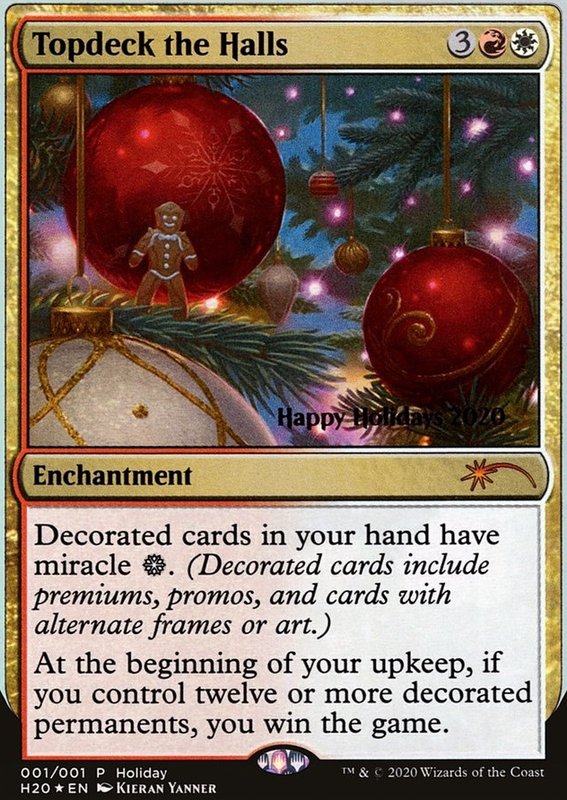 Topdeck the Halls 3
Happy Holidays 2020
Enchantment
Decorated cards in your hand have
miracle. (Decorated cards include
premiums, promos, and cards with
alternate frames or art.)
At the beginning of your upkeep, if
you control twelve or more decorated
permanents, you win the game.
001/001 P Holiday
H20★EN KIERAN YANNER
™ & © 2020 Wizards of the Coast